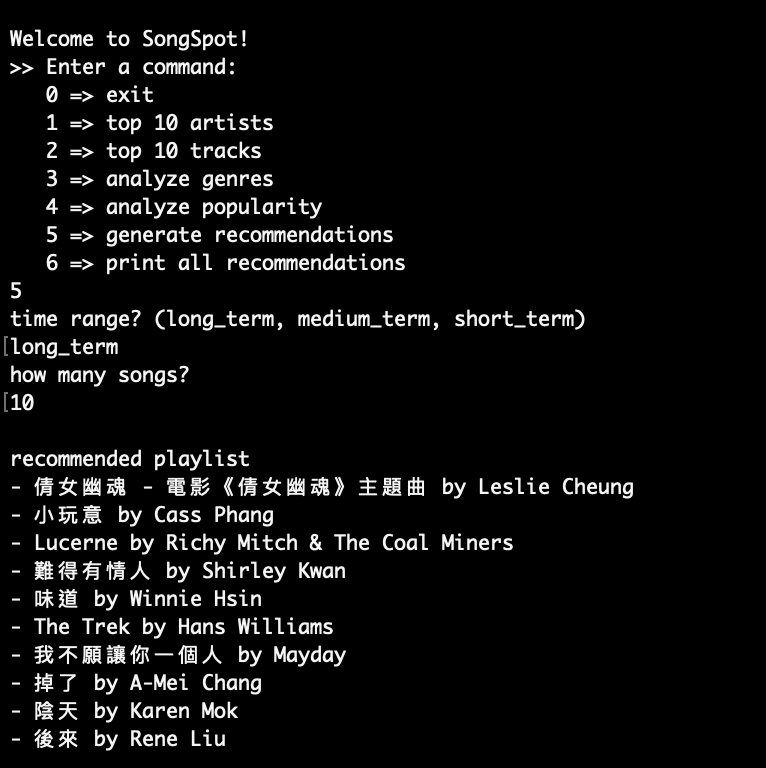 Welcome to SongSpot!
>> Enter a command:
   0 => exit
   1 => top 10 artists
   2 => top 10 tracks
   3 => analyze genres
   4 => analyze popularity
   5 => generate recommendations
   6 => print all recommendations
5
time range? (long_term, medium_term, short_term)
[long_term
how many songs?
[10
recommended playlist
- 倩女幽魂 - 電影《倩女幽魂》主題曲 by Leslie Cheung
- 小玩意 by Cass Phang
- Lucerne by Richy Mitch & The Coal Miners
- 難得有情人 by Shirley Kwan
- 味道 by Winnie Hsin
- The Trek by Hans Williams
- 我不願讓你一個人 by Mayday
- 掉了 by A-Mei Chang
- 陰天 by Karen Mok
- 後來 by Rene Liu